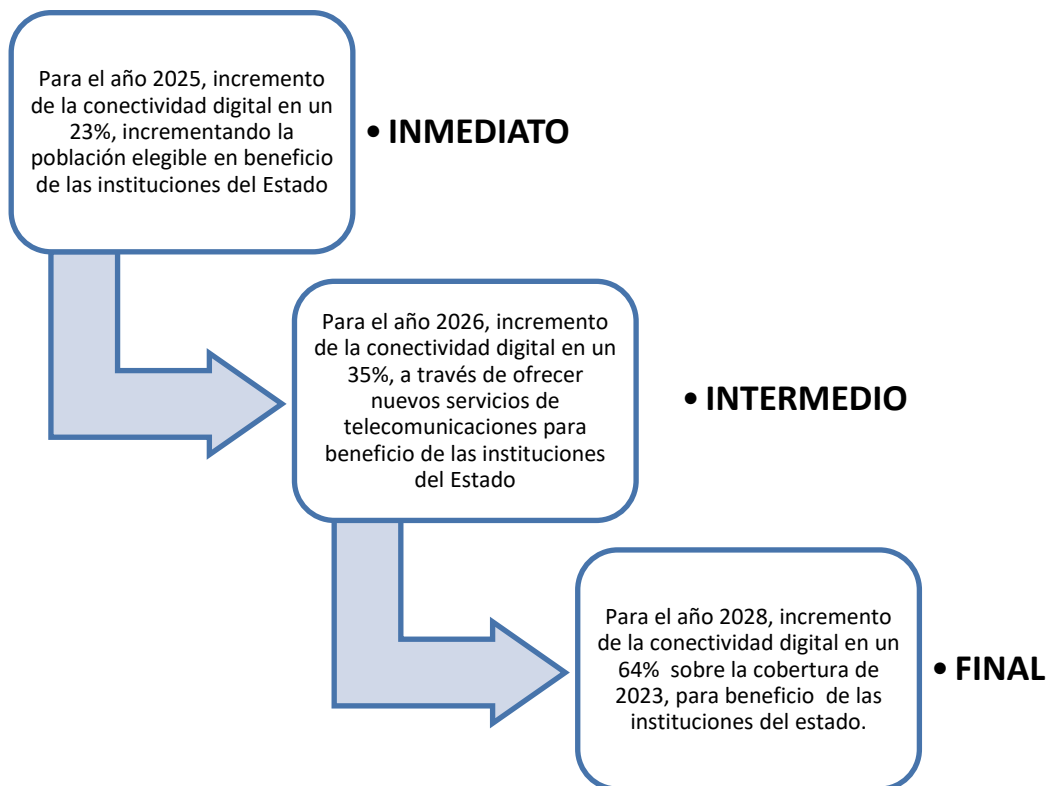 Para el año 2025, incremento
de la conectividad digital en un
23%, incrementando la
población elegible en beneficio
de las instituciones del Estado
• INMEDIATO
Para el año 2026, incremento
de la conectividad digital en un
35%, a través de ofrecer
nuevos servicios de
telecomunicaciones para
beneficio de las instituciones
del Estado
• INTERMEDIO
Para el año 2028, incremento
de la conectividad digital en un
64% sobre la cobertura de
2023, para beneficio de las
instituciones del estado.
• FINAL